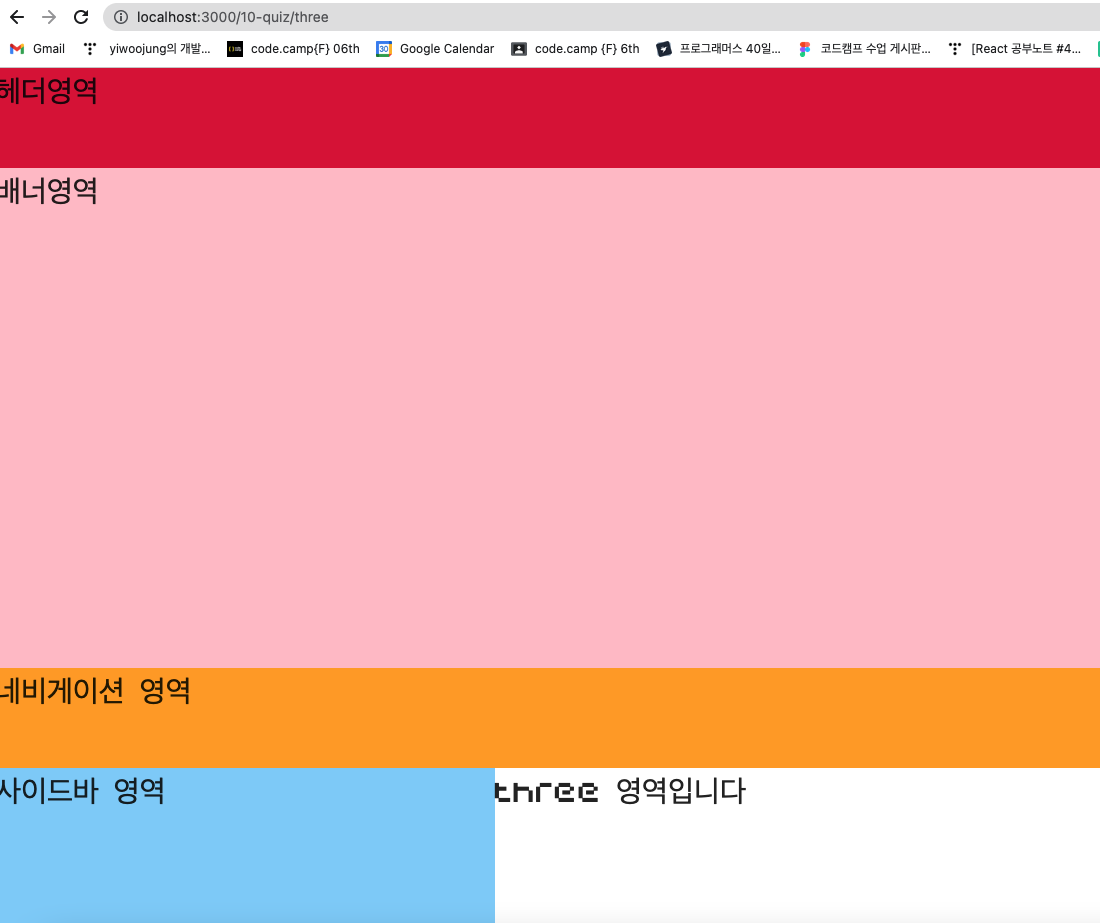 localhost:3000/10-quiz/three
Gmail yiwoojung의 개발... code.camp{F} 06th Google Calendar code.camp {F} 6th 프로그래머스 40일... 코드캠프 수업 게시판... [React 공부노트 #4...
헤더영역
배너영역
네비게이션 영역
사이드바 영역 three 영역입니다